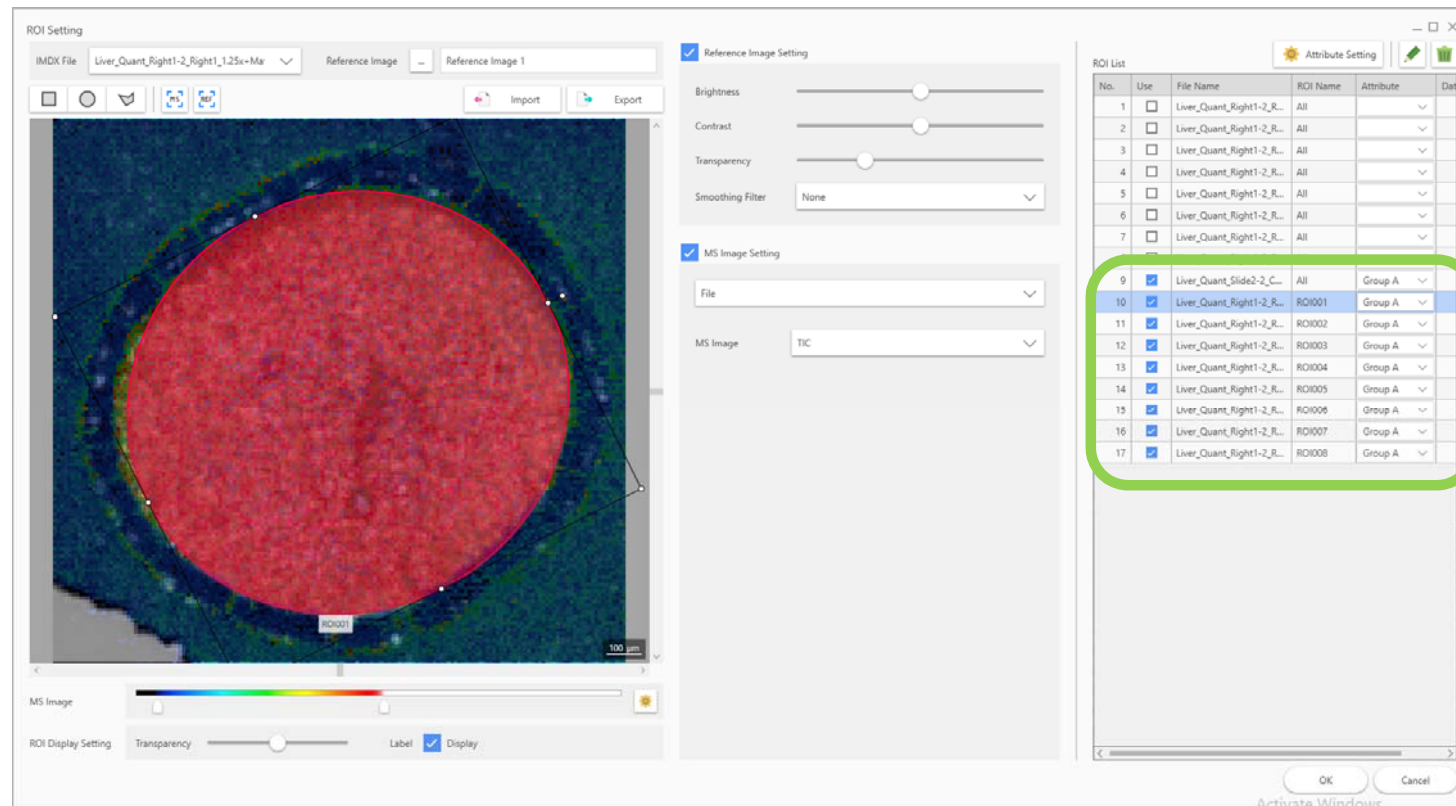 ROI Setting
IMDX File Liver_Quant_Right1-2_Right1_1.25x+Ma Reference Image ... Reference Image 1
MS REF Import Export
ROI001
100 µm
MS Image
ROI Display Setting Transparency Label Display
Reference Image Setting
Brightness
Contrast
Transparency
Smoothing Filter None
MS Image Setting
File
MS Image TIC
Attribute Setting
ROI List
No. Use File Name ROI Name Attribute Dat
1 Liver_Quant_Right1-2_R... All
2 Liver_Quant_Right1-2_R... All
3 Liver_Quant_Right1-2_R... All
4 Liver_Quant_Right1-2_R... All
5 Liver_Quant_Right1-2_R... All
6 Liver_Quant_Right1-2_R... All
7 Liver_Quant_Right1-2_R... All
9 Liver_Quant_Slide2-2_C... All Group A
10 Liver_Quant_Right1-2_R... ROI001 Group A
11 Liver_Quant_Right1-2_R... ROI002 Group A
12 Liver_Quant_Right1-2_R... ROI003 Group A
13 Liver_Quant_Right1-2_R... ROI004 Group A
14 Liver_Quant_Right1-2_R... ROI005 Group A
15 Liver_Quant_Right1-2_R... ROI006 Group A
16 Liver_Quant_Right1-2_R... ROI007 Group A
17 Liver_Quant_Right1-2_R... ROI008 Group A
OK Cancel
Activate Windows